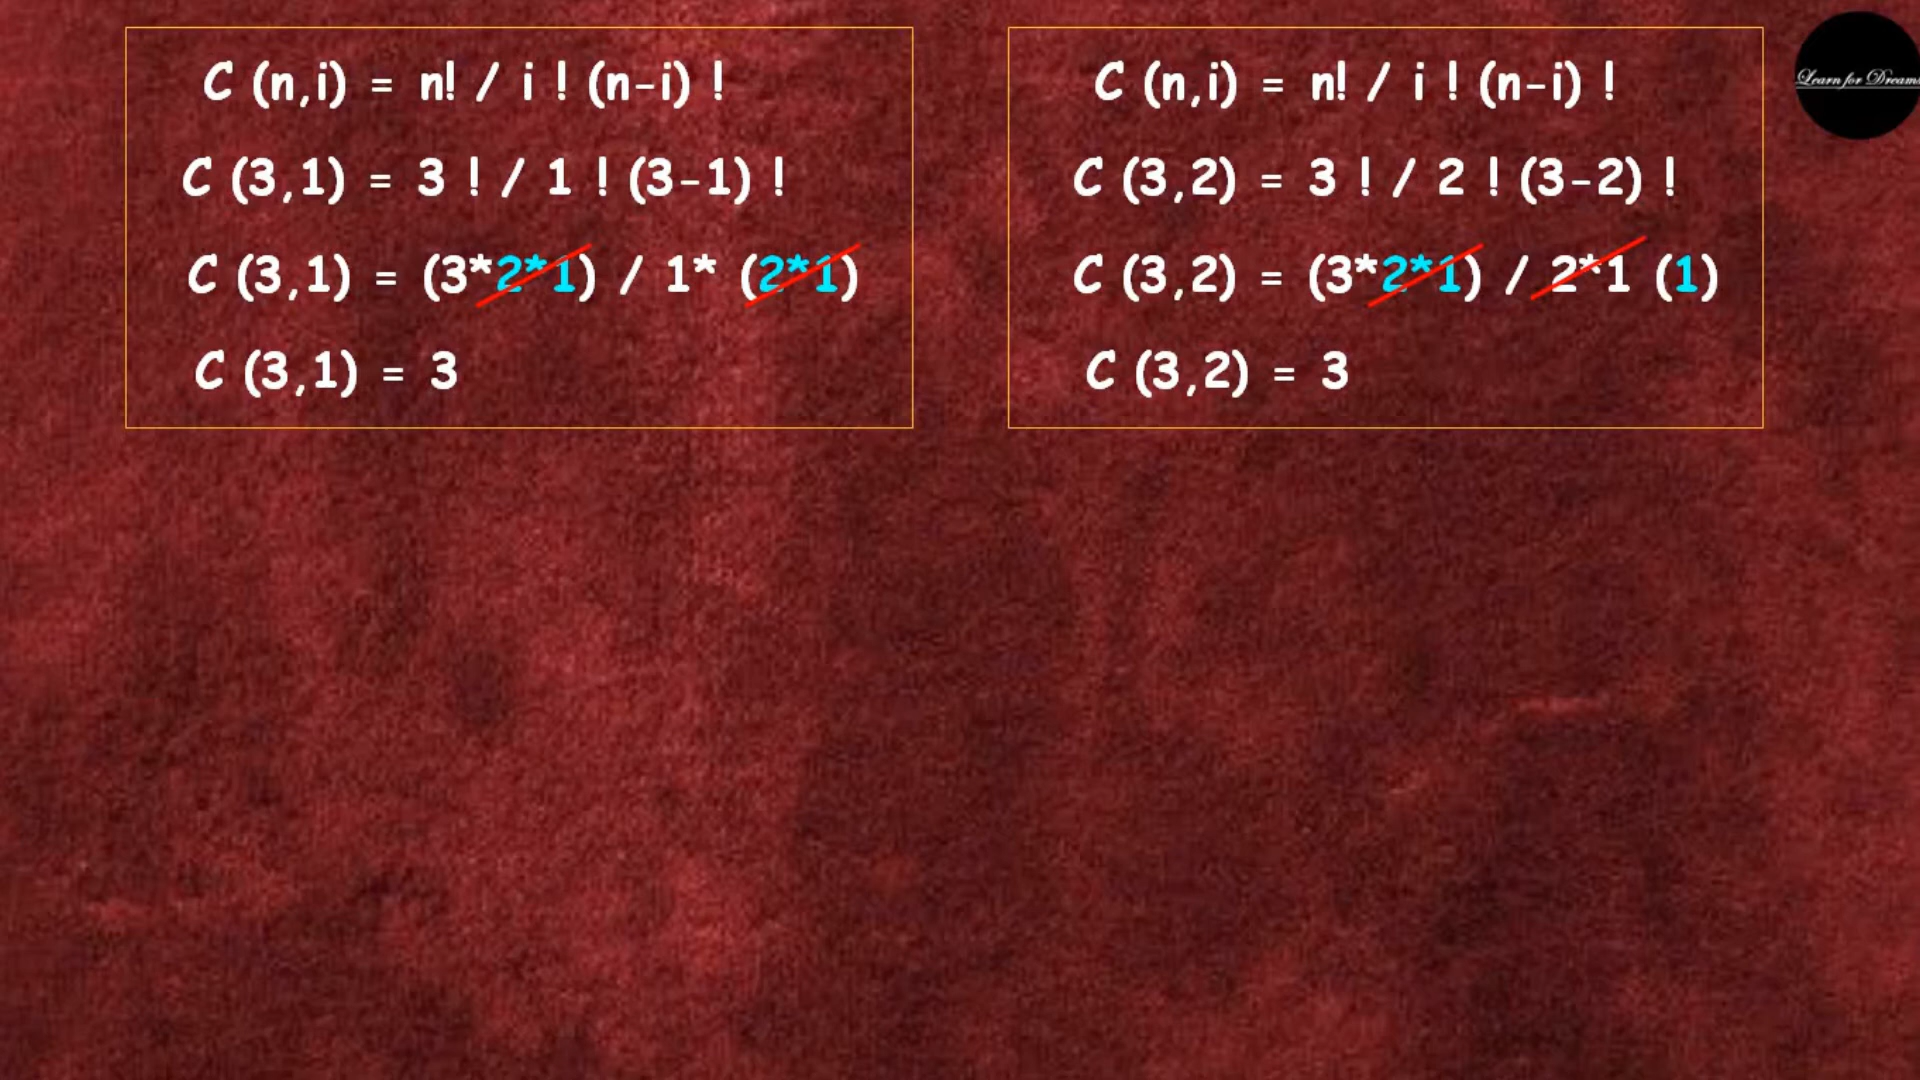 C (n,i) = n! / i ! (n-i) !
C (3,1) = 3 ! / 1 ! (3-1) !
C (3,1) = (3*2*1) / 1* (2*1)
C (3,1) = 3
C (n,i) = n! / i ! (n-i) !
C (3,2) = 3 ! / 2 ! (3-2) !
C (3,2) = (3*2*1) / 2*1 (1)
C (3,2) = 3
Learn for Dreams